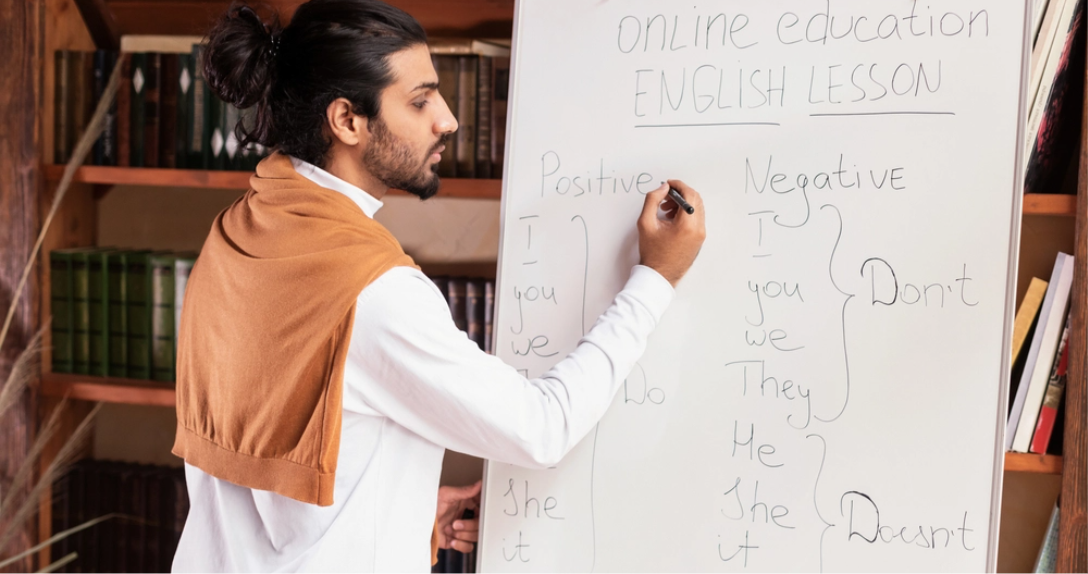 online education
ENGLISH LESSON
Positive
I
you
we
Do
She
it
Negative
I
you
we
They
Don't
He
She
it
Doesn't